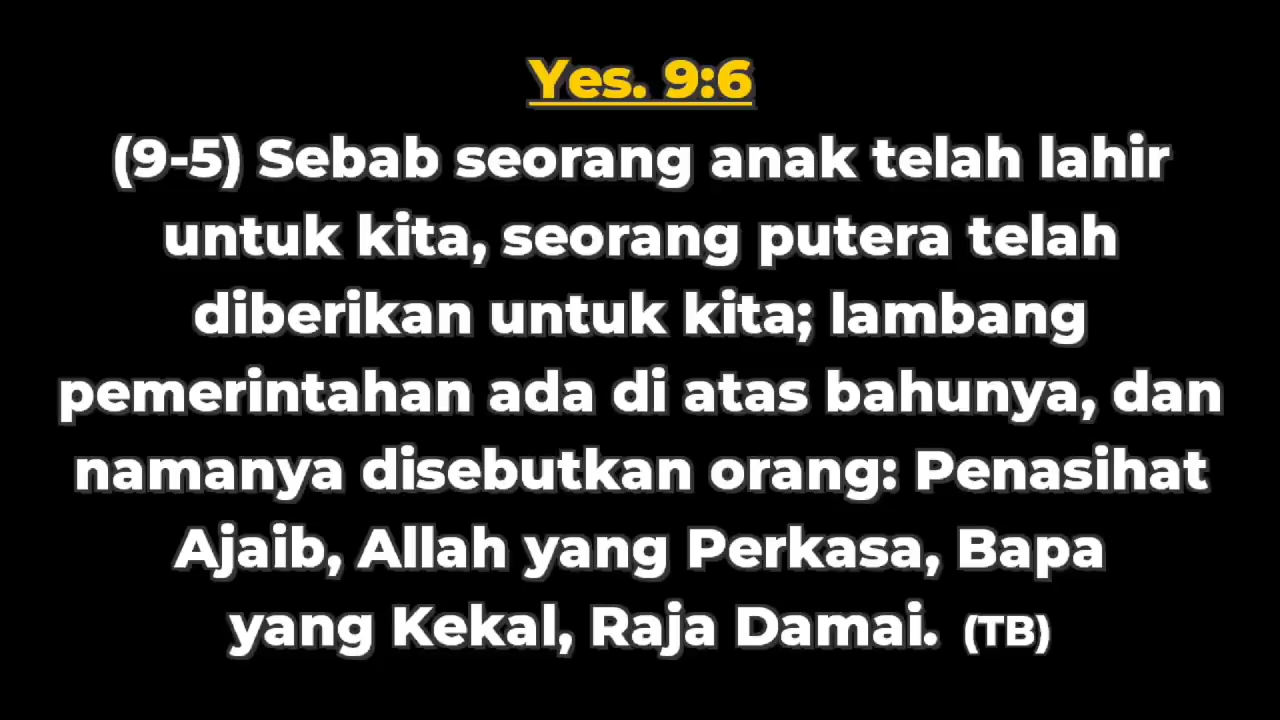 Yes. 9:6
(9-5) Sebab seorang anak telah lahir
untuk kita, seorang putera telah
diberikan untuk kita; lambang
pemerintahan ada di atas bahunya, dan
namanya disebutkan orang: Penasihat
Ajaib, Allah yang Perkasa, Bapa
yang Kekal, Raja Damai. (TB)